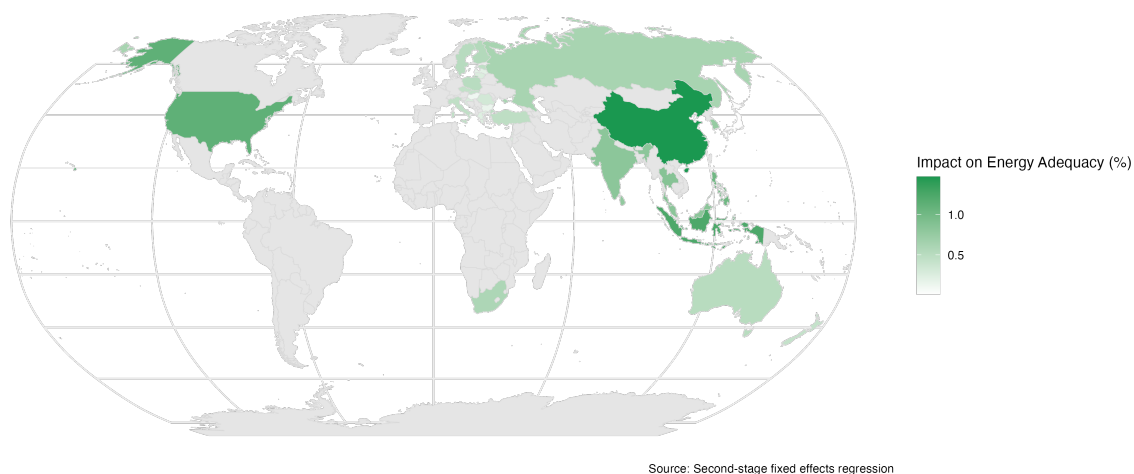 Impact on Energy Adequacy (%)
1.0
0.5
Source: Second-stage fixed effects regression